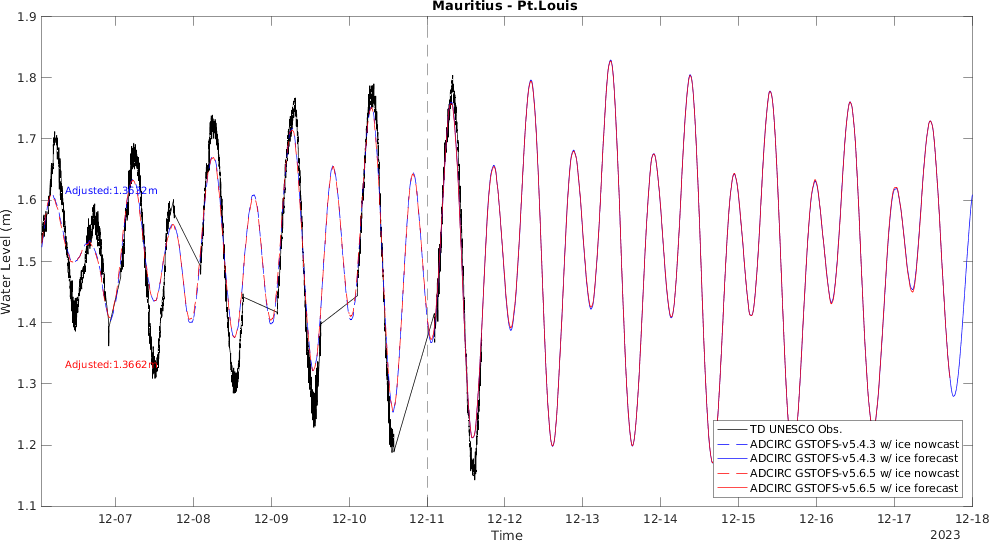 Mauritius - Pt.Louis
1.9
1.8
1.7
1.6
1.5
1.4
1.3
1.2
1.1
Water Level (m)
Adjusted:1.3532m
Adjusted:1.3662m
TD UNESCO Obs.
ADCIRC GSTOFS-v5.4.3 w/ ice nowcast
ADCIRC GSTOFS-v5.4.3 w/ ice forecast
ADCIRC GSTOFS-v5.6.5 w/ ice nowcast
ADCIRC GSTOFS-v5.6.5 w/ ice forecast
12-07 12-08 12-09 12-10 12-11 12-12 12-13 12-14 12-15 12-16 12-17 12-18
Time
2023